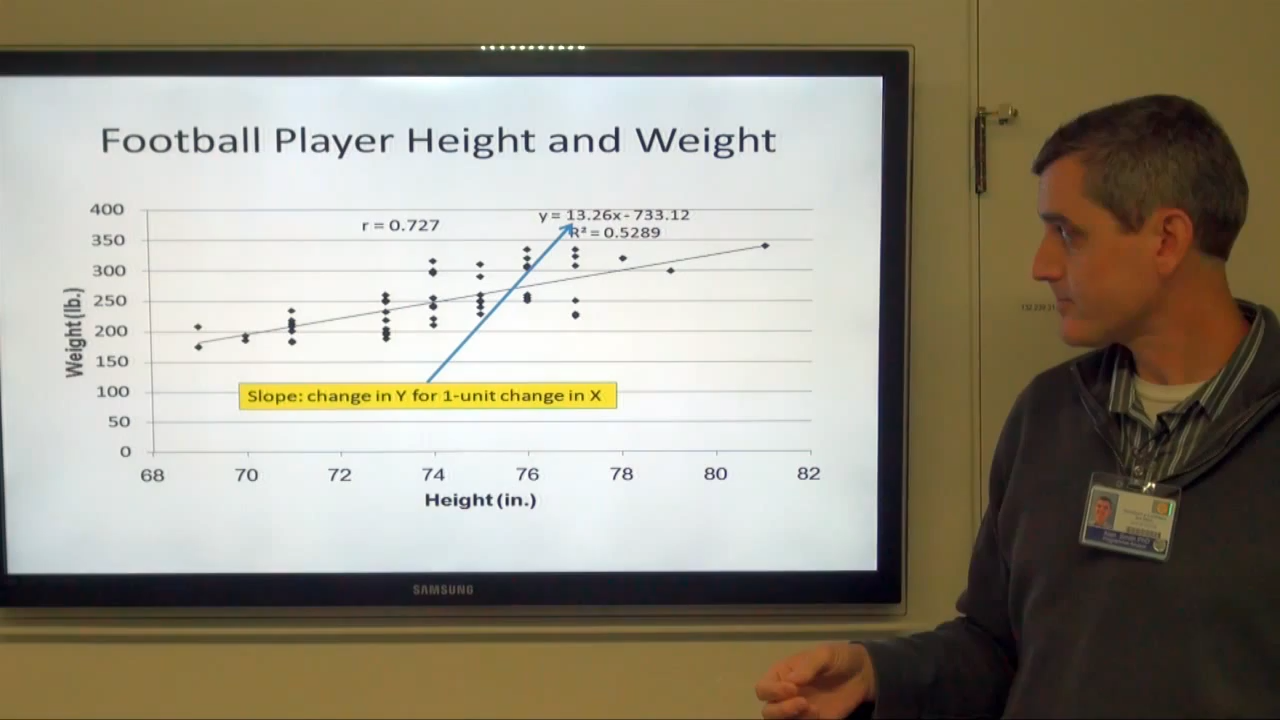 Football Player Height and Weight
400
350
300
250
200
150
100
50
0
r = 0.727
y = 13.26x - 733.12
R² = 0.5289
Weight (lb.)
Slope: change in Y for 1-unit change in X
68 70 72 74 76 78 80 82
Height (in.)
SAMSUNG